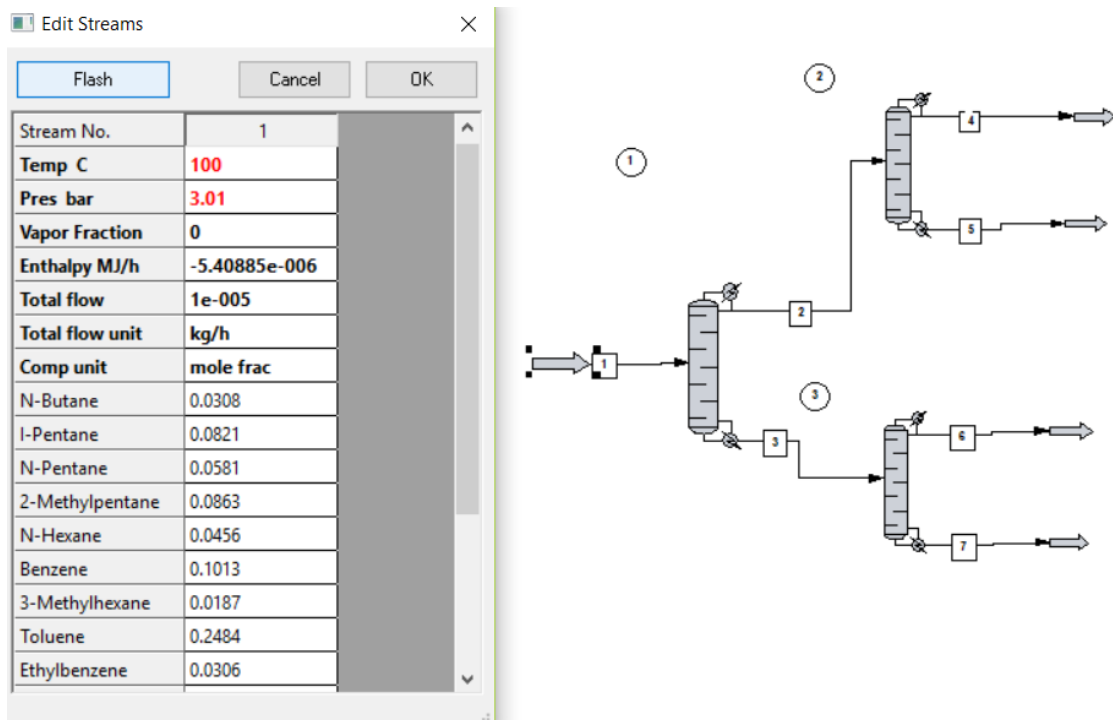 Edit Streams
Flash Cancel OK
Stream No. 1
Temp C 100
Pres bar 3.01
Vapor Fraction 0
Enthalpy MJ/h -5.40885e-006
Total flow 1e-005
Total flow unit kg/h
Comp unit mole frac
N-Butane 0.0308
I-Pentane 0.0821
N-Pentane 0.0581
2-Methylpentane 0.0863
N-Hexane 0.0456
Benzene 0.1013
3-Methylhexane 0.0187
Toluene 0.2484
Ethylbenzene 0.0306
2
4
1
5
2
1
3
3
6
7